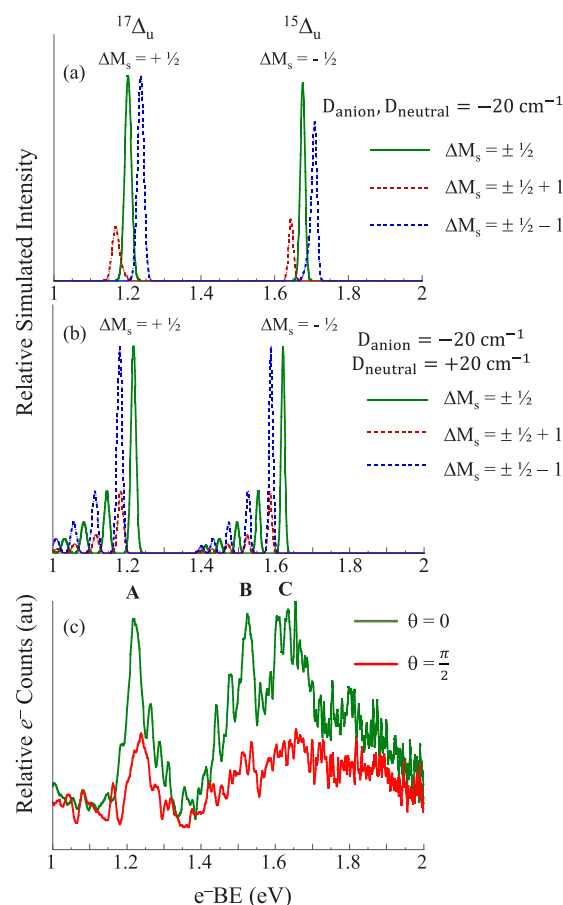 ¹⁷Δᵤ ¹⁵Δᵤ
ΔMₛ = + ½ ΔMₛ = - ½
(a)
D_anion, D_neutral = −20 cm⁻¹
ΔMₛ = ± ½
ΔMₛ = ± ½ + 1
ΔMₛ = ± ½ − 1
1 1.2 1.4 1.6 1.8 2
Relative Simulated Intensity
(b)
ΔMₛ = + ½ ΔMₛ = - ½
D_anion = −20 cm⁻¹
D_neutral = +20 cm⁻¹
ΔMₛ = ± ½
ΔMₛ = ± ½ + 1
ΔMₛ = ± ½ − 1
1 1.2 1.4 1.6 1.8 2
A B C
(c)
θ = 0
θ = π/2
Relative e⁻ Counts (au)
1 1.2 1.4 1.6 1.8 2
e⁻BE (eV)